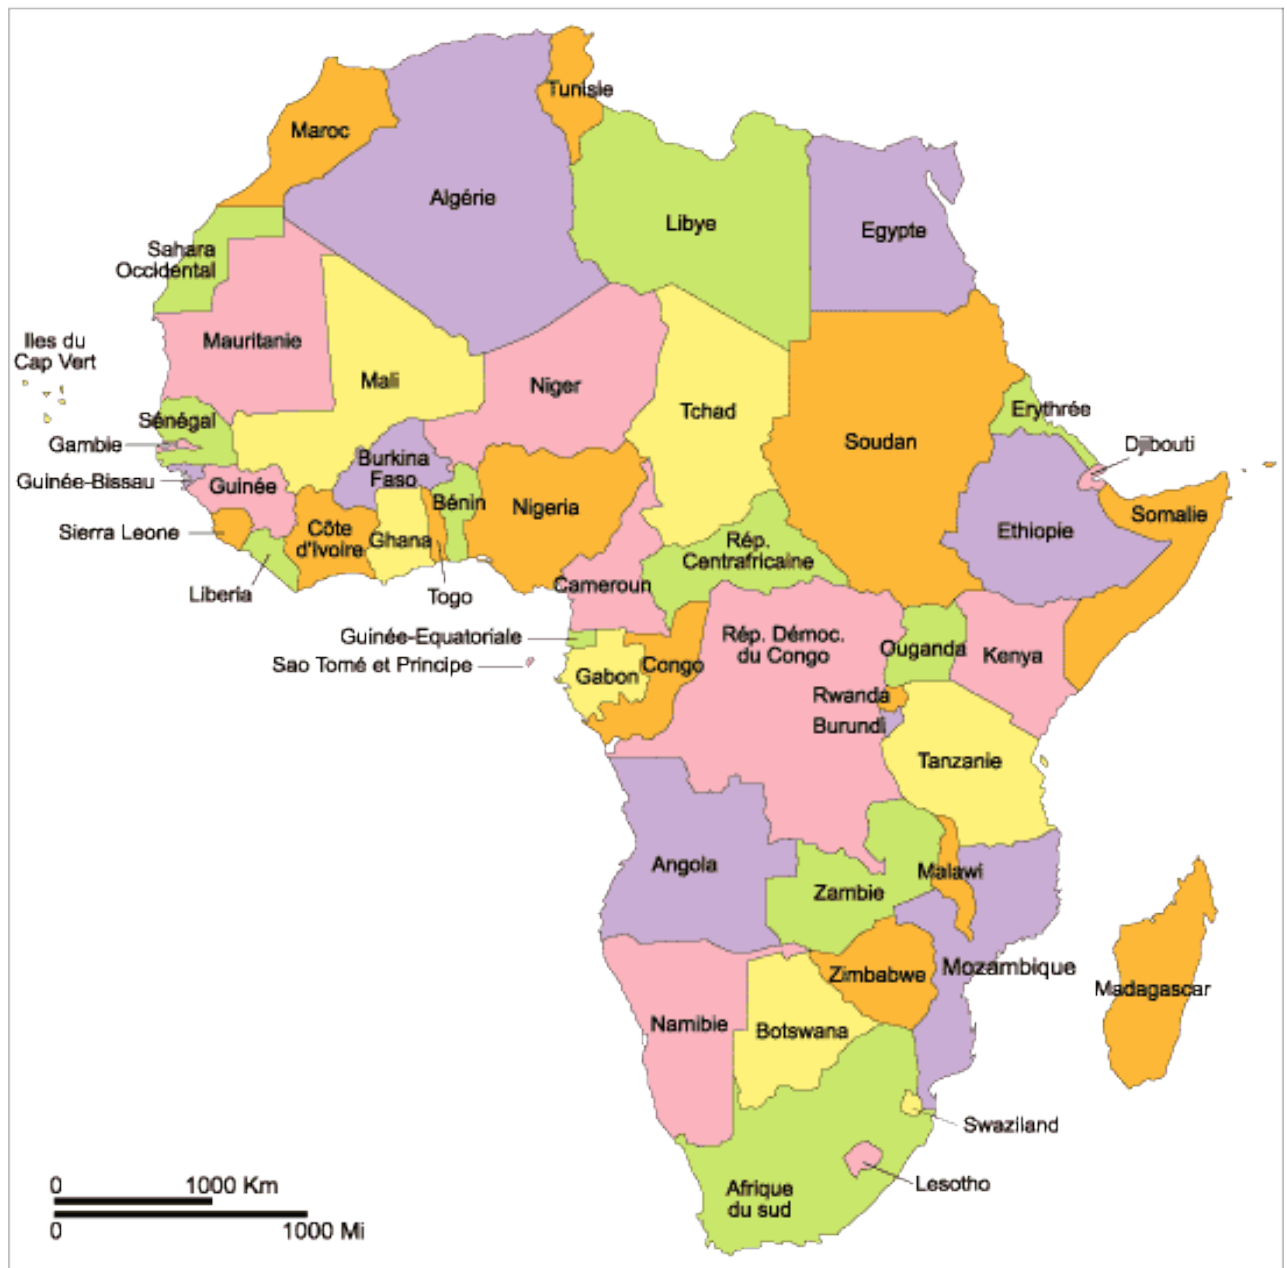 Tunisie
Maroc
Algérie
Libye
Egypte
Sahara
Occidental
Mauritanie
Iles du
Cap Vert
Mali
Niger
Tchad
Soudan
Erythrée
Sénégal
Gambie
Djibouti
Guinée-Bissau
Guinée
Burkina
Faso
Bénin
Nigeria
Somalie
Ethiopie
Sierra Leone
Côte
d'Ivoire
Ghana
Rép.
Centrafricaine
Liberia
Togo
Cameroun
Guinée-Equatoriale
Sao Tomé et Principe
Gabon
Congo
Rép. Démoc.
du Congo
Ouganda
Kenya
Rwanda
Burundi
Tanzanie
Angola
Zambie
Malawi
Mozambique
Zimbabwe
Madagascar
Namibie
Botswana
Swaziland
Lesotho
Afrique
du sud
0 1000 Km
0 1000 Mi